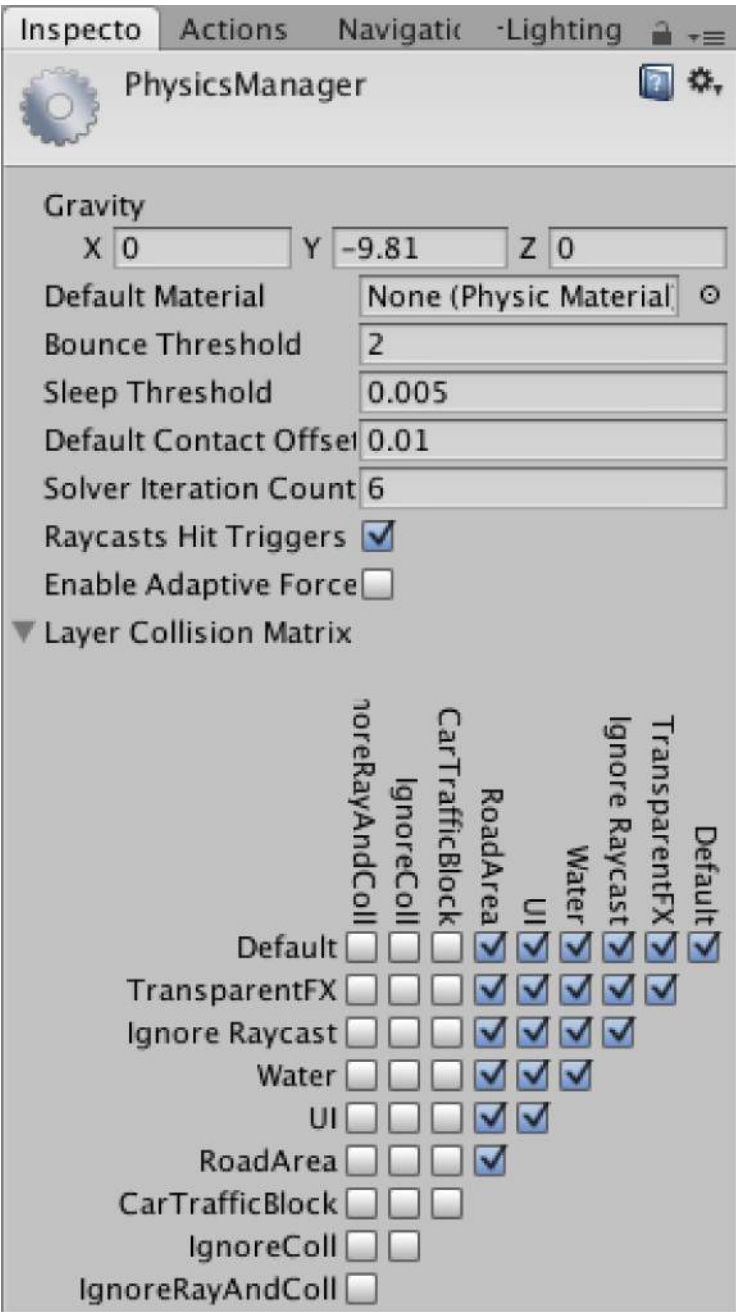 Inspecto Actions Navigatic -Lighting
PhysicsManager
Gravity
X 0 Y -9.81 Z 0
Default Material None (Physic Material
Bounce Threshold 2
Sleep Threshold 0.005
Default Contact Offset 0.01
Solver Iteration Count 6
Raycasts Hit Triggers
Enable Adaptive Force
Layer Collision Matrix
noreRayAndColl
IgnoreColl
CarTrafficBlock
RoadArea
UI
Water
Ignore Raycast
TransparentFX
Default
Default
TransparentFX
Ignore Raycast
Water
UI
RoadArea
CarTrafficBlock
IgnoreColl
IgnoreRayAndColl